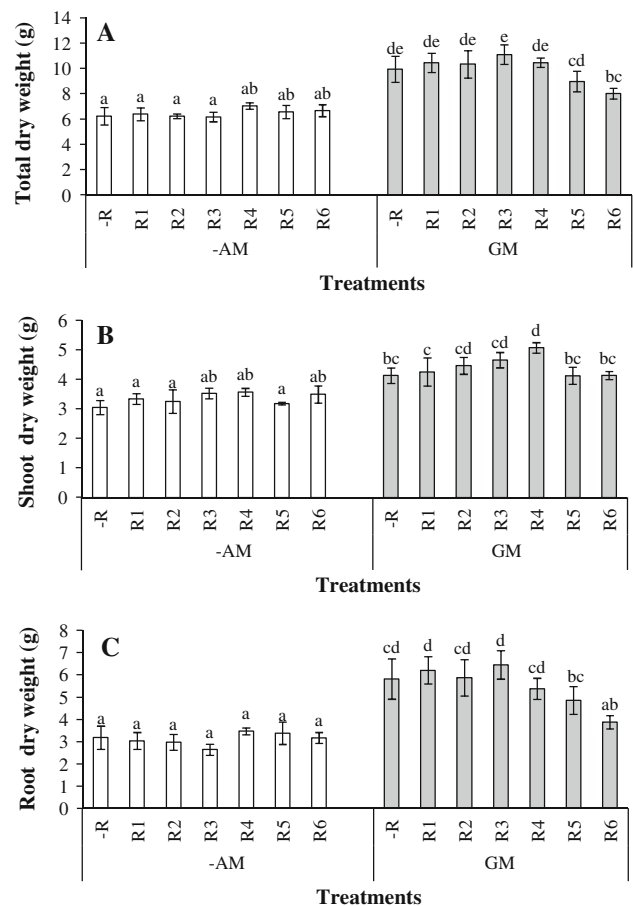 A
Total dry weight (g)
14
12
10
8
6
4
2
0
a a a a ab ab ab de de de e de cd bc
-R R1 R2 R3 R4 R5 R6 -R R1 R2 R3 R4 R5 R6
-AM GM
Treatments
B
Shoot dry weight (g)
6
5
4
3
2
1
0
a a a ab ab a ab bc c cd cd d bc bc
-R R1 R2 R3 R4 R5 R6 -R R1 R2 R3 R4 R5 R6
-AM GM
Treatments
C
Root dry weight (g)
8
7
6
5
4
3
2
1
0
a a a a a a a cd d cd d cd bc ab
-R R1 R2 R3 R4 R5 R6 -R R1 R2 R3 R4 R5 R6
-AM GM
Treatments